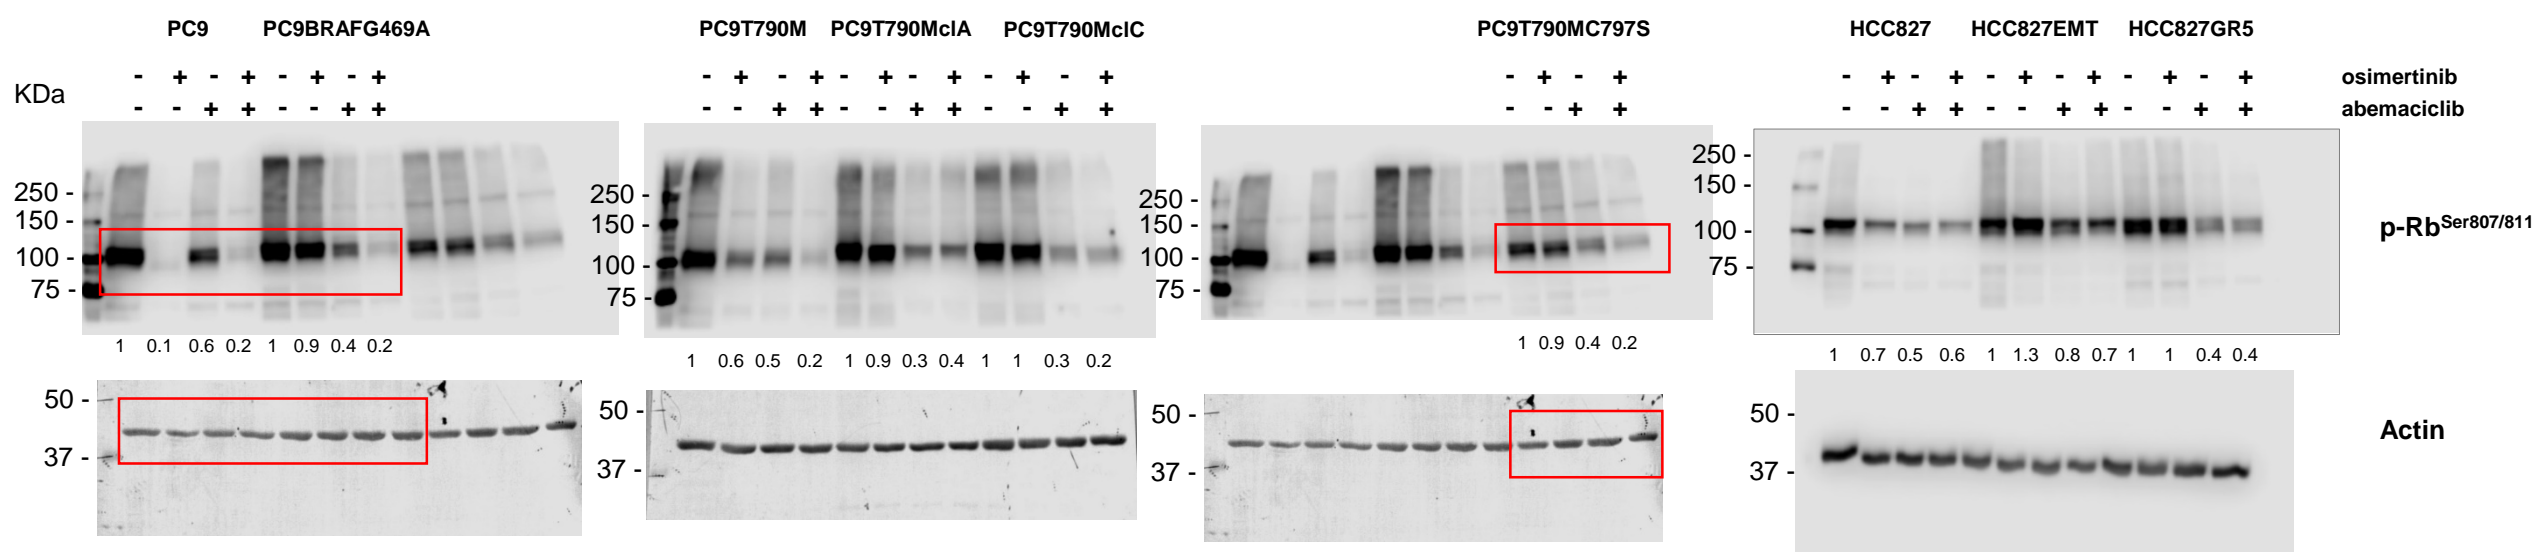 PC9 PC9BRAFG469A PC9T790M PC9T790MclA PC9T790MclC PC9T790MC797S HCC827 HCC827EMT HCC827GR5
- + - + - + - + - + - + - + - + - + - + - + - + - + - + - + - + - + - + osimertinib
KDa
- - + + - - + + - - + + - - + + - - + + - - + + - - + + - - + + - - + + abemaciclib
250 - 250 - 250 - 250 -
150 - 150 - 150 - 150 -
100 - 100 - 100 - 100 -
75 - 75 - 75 - 75 -
p-Rb Ser807/811
1 0.1 0.6 0.2 1 0.9 0.4 0.2
1 0.6 0.5 0.2 1 0.9 0.3 0.4 1 1 0.3 0.2
1 0.9 0.4 0.2
1 0.7 0.5 0.6 1 1.3 0.8 0.7 1 1 0.4 0.4
50 - 50 - 50 - 50 -
37 - 37 - 37 - 37 -
Actin